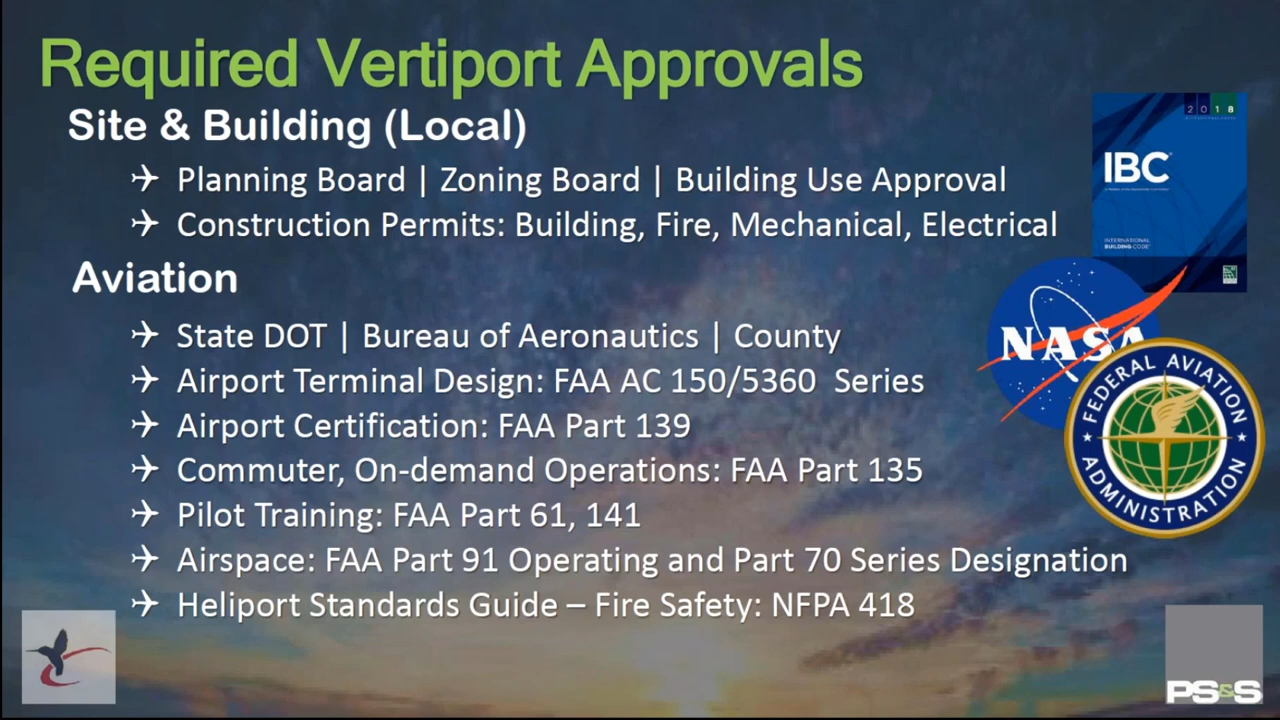 Required Vertiport Approvals
Site & Building (Local)
Planning Board | Zoning Board | Building Use Approval
Construction Permits: Building, Fire, Mechanical, Electrical
Aviation
State DOT | Bureau of Aeronautics | County
Airport Terminal Design: FAA AC 150/5360 Series
Airport Certification: FAA Part 139
Commuter, On-demand Operations: FAA Part 135
Pilot Training: FAA Part 61, 141
Airspace: FAA Part 91 Operating and Part 70 Series Designation
Heliport Standards Guide – Fire Safety: NFPA 418
2018
IBC
INTERNATIONAL
BUILDING CODE®
NASA
FEDERAL AVIATION
ADMINISTRATION
PS&S